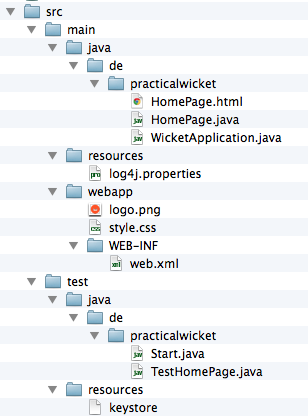 src
main
java
de
practicalwicket
HomePage.html
HomePage.java
WicketApplication.java
resources
log4j.properties
webapp
logo.png
style.css
WEB-INF
web.xml
test
java
de
practicalwicket
Start.java
TestHomePage.java
resources
keystore